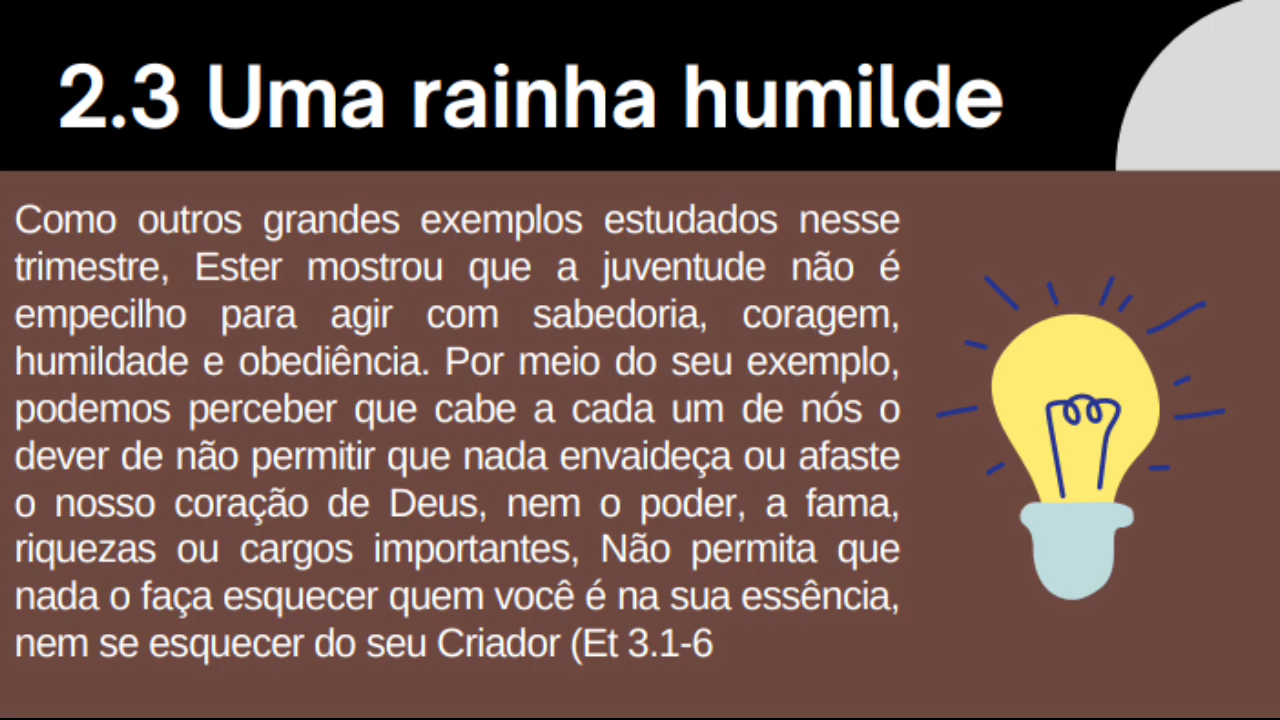 2.3 Uma rainha humilde
Como outros grandes exemplos estudados nesse
trimestre, Ester mostrou que a juventude não é
empecilho para agir com sabedoria, coragem,
humildade e obediência. Por meio do seu exemplo,
podemos perceber que cabe a cada um de nós o
dever de não permitir que nada envaideça ou afaste
o nosso coração de Deus, nem o poder, a fama,
riquezas ou cargos importantes, Não permita que
nada o faça esquecer quem você é na sua essência,
nem se esquecer do seu Criador (Et 3.1-6